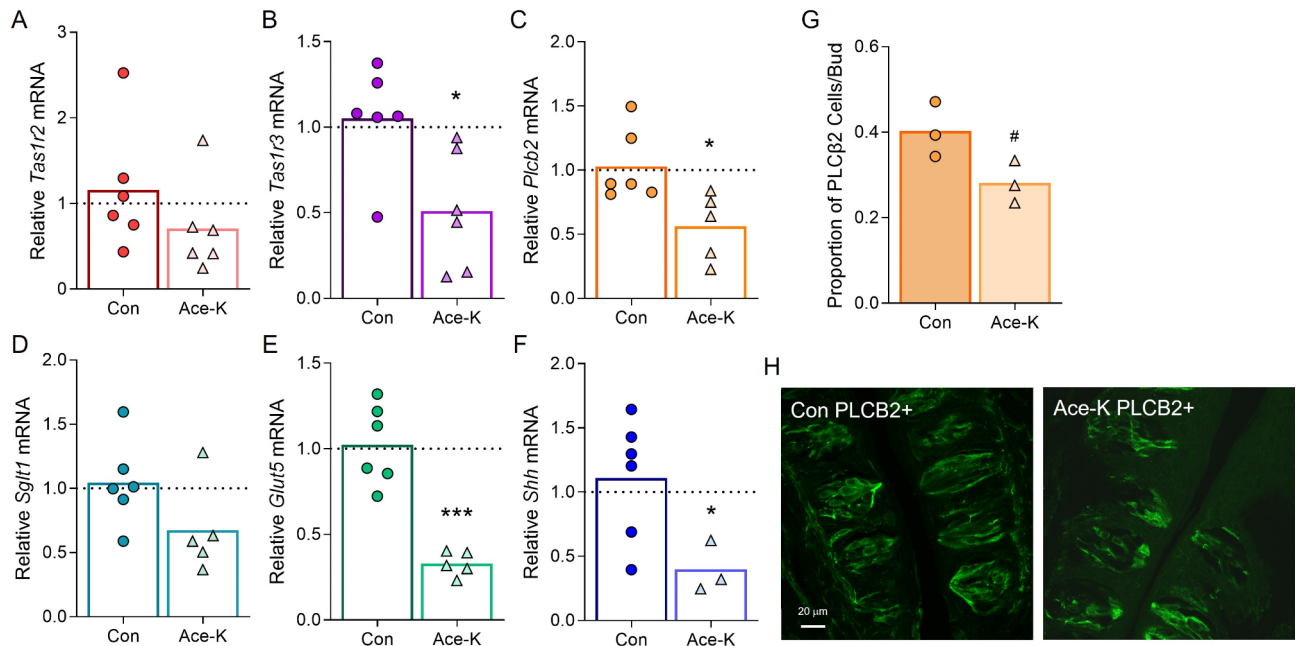 A
Relative Tas1r2 mRNA
3
2
1
0
Con
Ace-K
B
Relative Tas1r3 mRNA
1.5
1.0
0.5
0.0
*
Con
Ace-K
C
Relative Plcb2 mRNA
2.0
1.5
1.0
0.5
0.0
*
Con
Ace-K
G
Proportion of PLCβ2 Cells/Bud
0.6
0.4
0.2
0.0
#
Con
Ace-K
D
Relative Sglt1 mRNA
2.0
1.5
1.0
0.5
0.0
Con
Ace-K
E
Relative Glut5 mRNA
1.5
1.0
0.5
0.0
***
Con
Ace-K
F
Relative Shh mRNA
2.0
1.5
1.0
0.5
0.0
*
Con
Ace-K
H
Con PLCB2+
20 μm
Ace-K PLCB2+